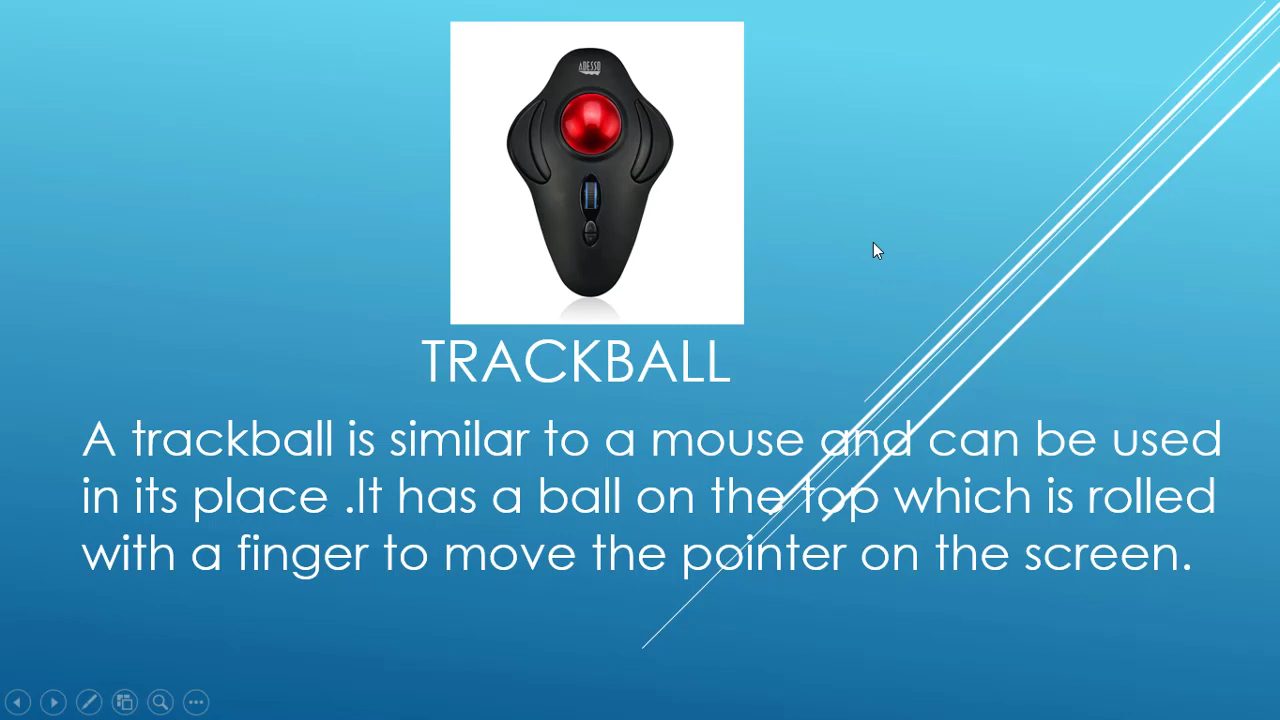 ADESSO
TRACKBALL
A trackball is similar to a mouse and can be used
in its place .It has a ball on the top which is rolled
with a finger to move the pointer on the screen.